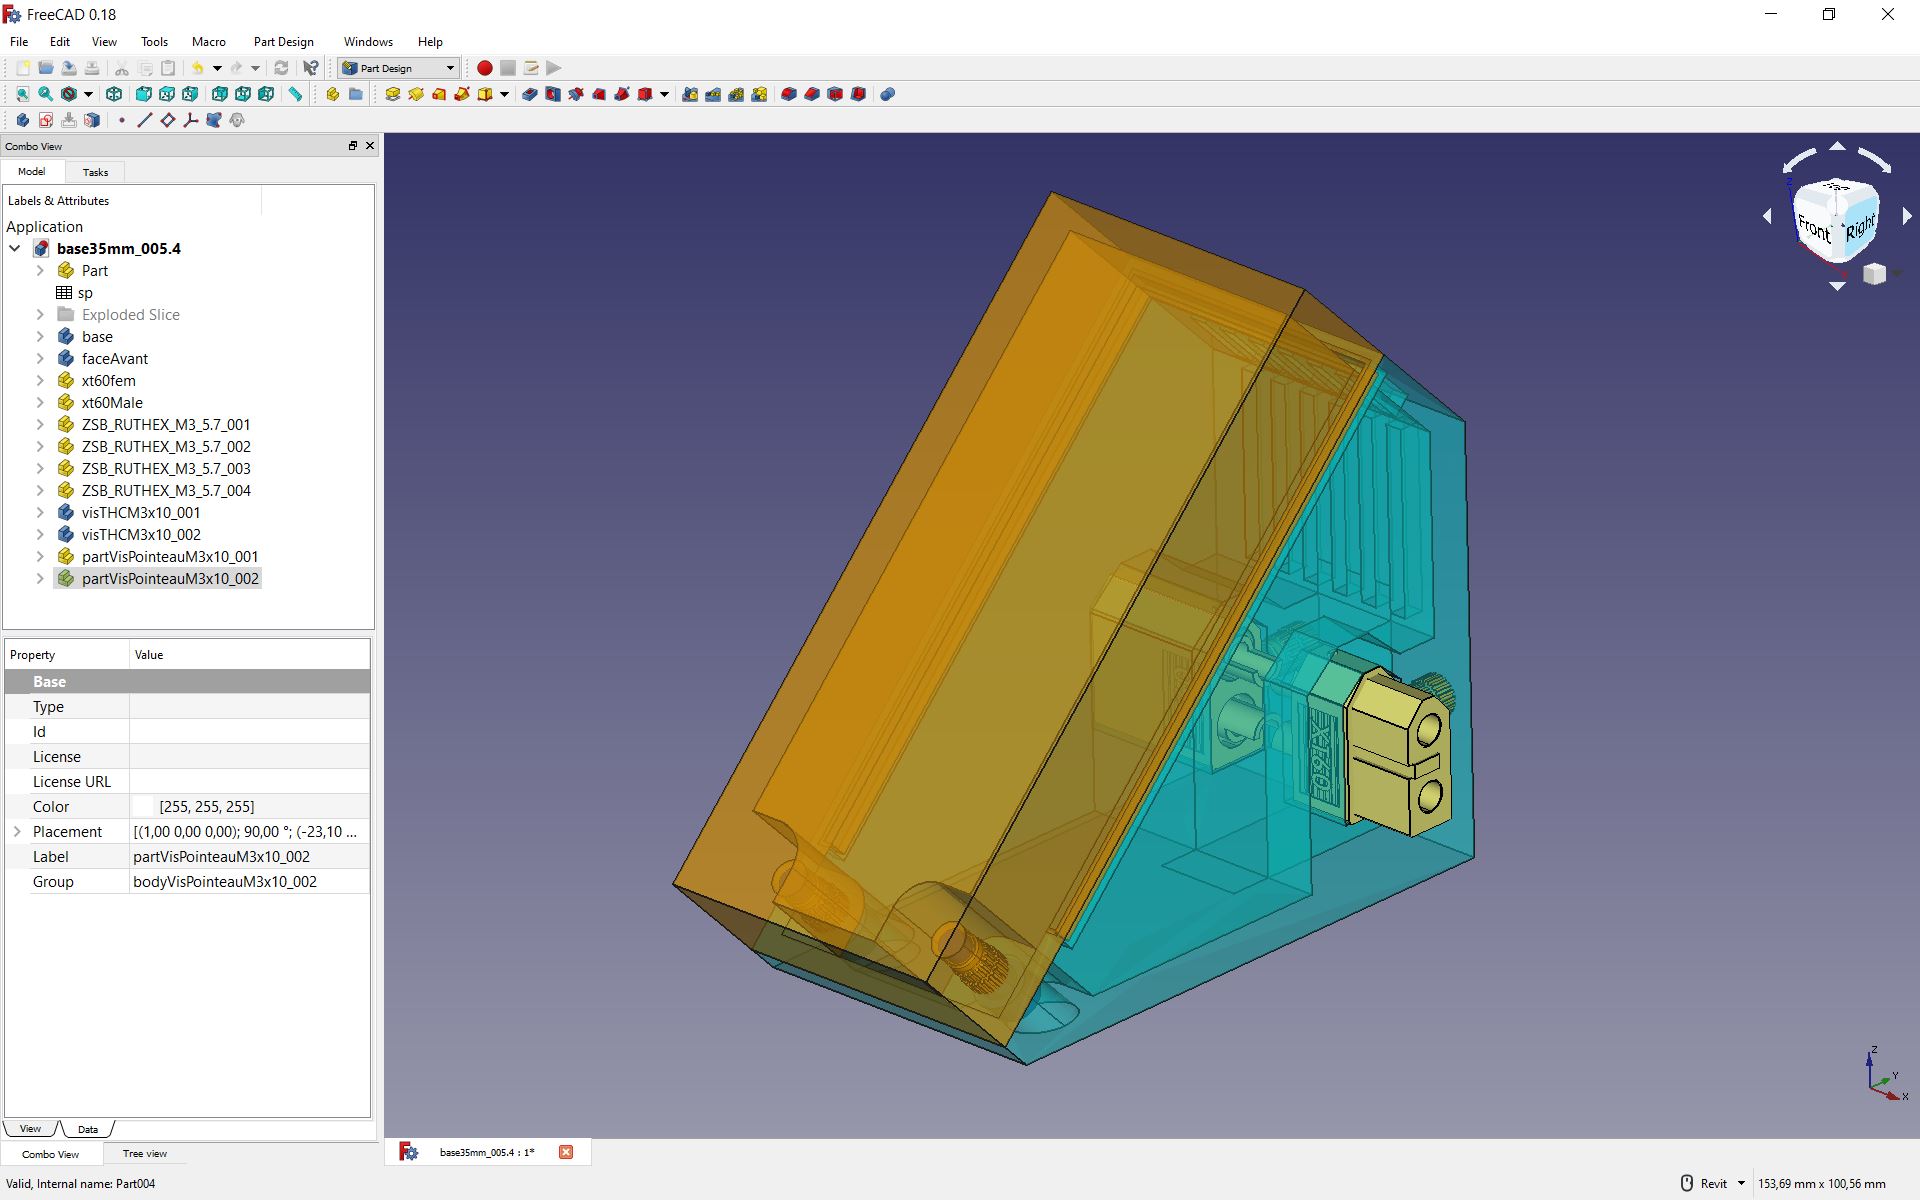 FreeCAD 0.18
File Edit View Tools Macro Part Design Windows Help
Part Design
Combo View
Model Tasks
Labels & Attributes
Application
base35mm_005.4
Part
sp
Exploded Slice
base
faceAvant
xt60fem
xt60Male
ZSB_RUTHEX_M3_5.7_001
ZSB_RUTHEX_M3_5.7_002
ZSB_RUTHEX_M3_5.7_003
ZSB_RUTHEX_M3_5.7_004
visTHCM3x10_001
visTHCM3x10_002
partVisPointeauM3x10_001
partVisPointeauM3x10_002
Property Value
Base
Type
Id
License
License URL
Color [255, 255, 255]
Placement [(1,00 0,00 0,00); 90,00 °; (-23,10 ...
Label partVisPointeauM3x10_002
Group bodyVisPointeauM3x10_002
View Data
Combo View Tree view
Valid, Internal name: Part004
Top
Front Right
Z
XT60
Z
Y
X
base35mm_005.4 : 1*
Revit 153,69 mm x 100,56 mm